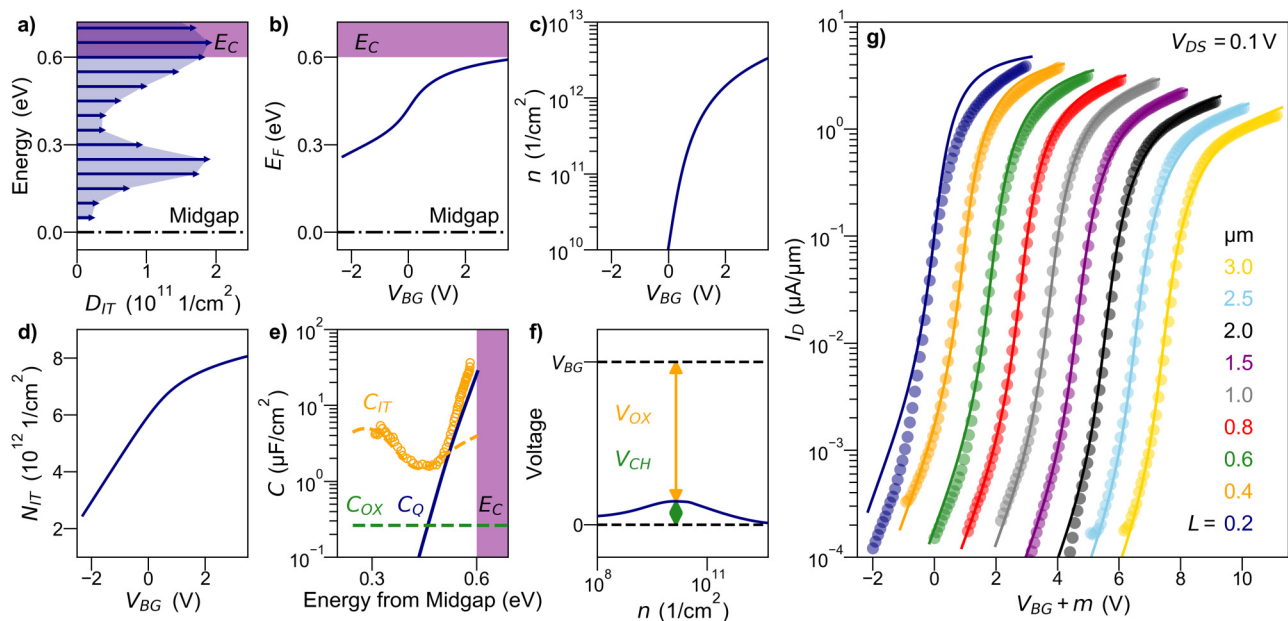 a)
Energy (eV)
0.6
0.3
0.0
E_C
Midgap
0 1 2
D_IT (10^11 1/cm^2)
b)
E_F (eV)
0.6
0.3
0.0
E_C
Midgap
−2 0 2
V_BG (V)
c)
n (1/cm^2)
10^13
10^12
10^11
10^10
−2 0 2
V_BG (V)
d)
N_IT (10^12 1/cm^2)
8
6
4
2
−2 0 2
V_BG (V)
e)
C (µF/cm^2)
10^2
10^1
10^0
10^−1
C_IT
C_OX C_Q E_C
0.3 0.6
Energy from Midgap (eV)
f)
Voltage
V_BG
0
V_OX
V_CH
10^8 10^11
n (1/cm^2)
g)
V_DS = 0.1 V
I_D (µA/µm)
10^1
10^0
10^−1
10^−2
10^−3
10^−4
µm
3.0
2.5
2.0
1.5
1.0
0.8
0.6
0.4
L = 0.2
−2 0 2 4 6 8 10
V_BG + m (V)